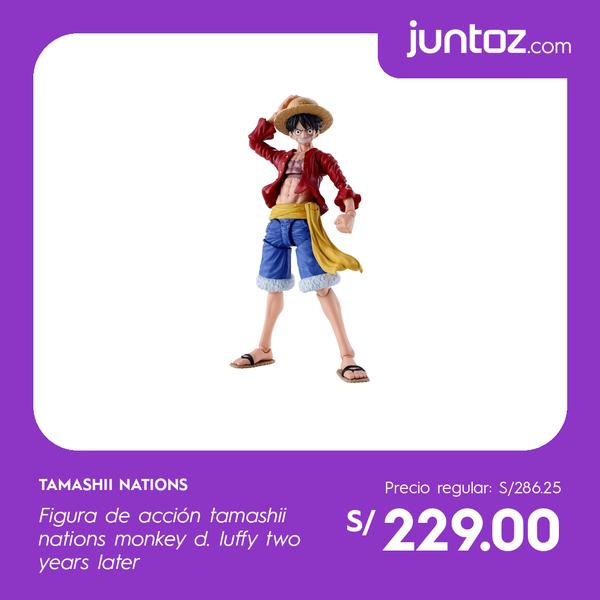 juntoz.com
TAMASHII NATIONS
Figura de acción tamashii
nations monkey d. luffy two
years later
Precio regular: S/286.25
S/ 229.00